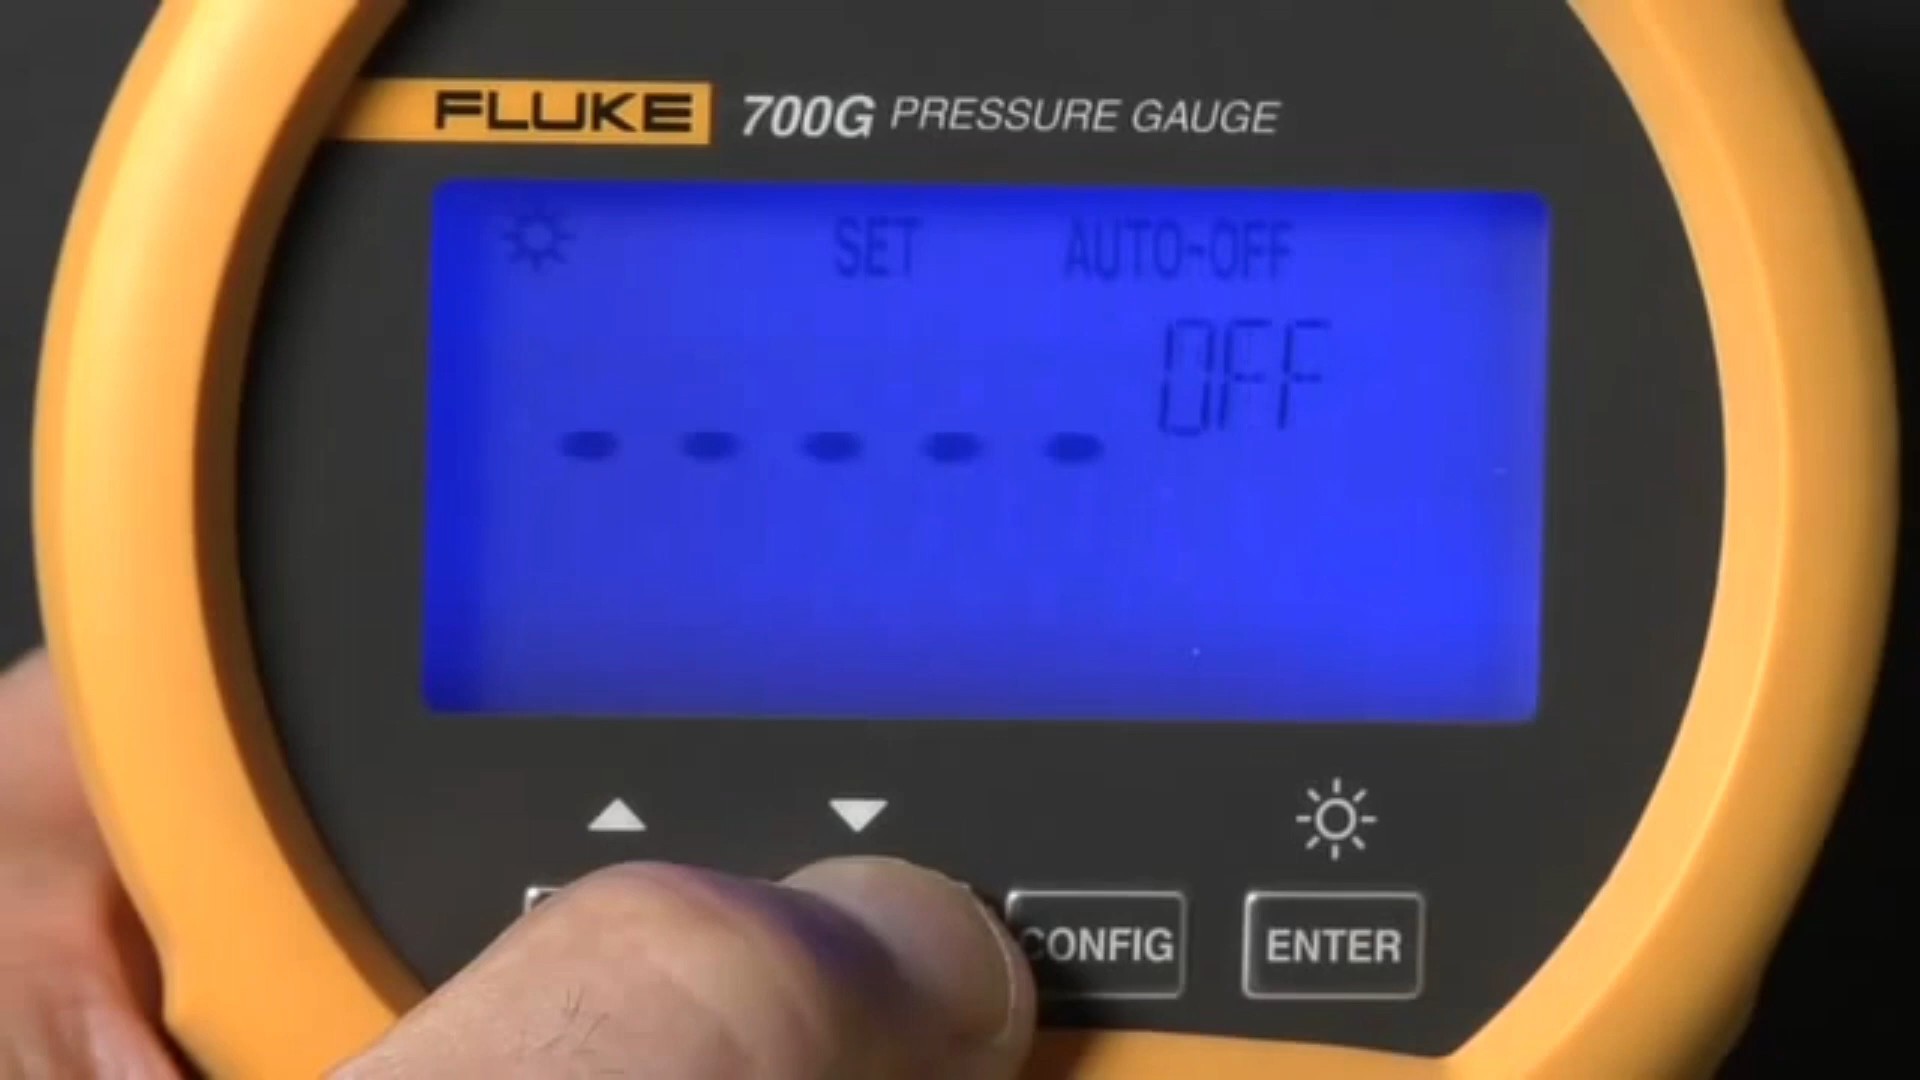 FLUKE 700G PRESSURE GAUGE
SET AUTO-OFF
OFF
- - - - -
CONFIG ENTER